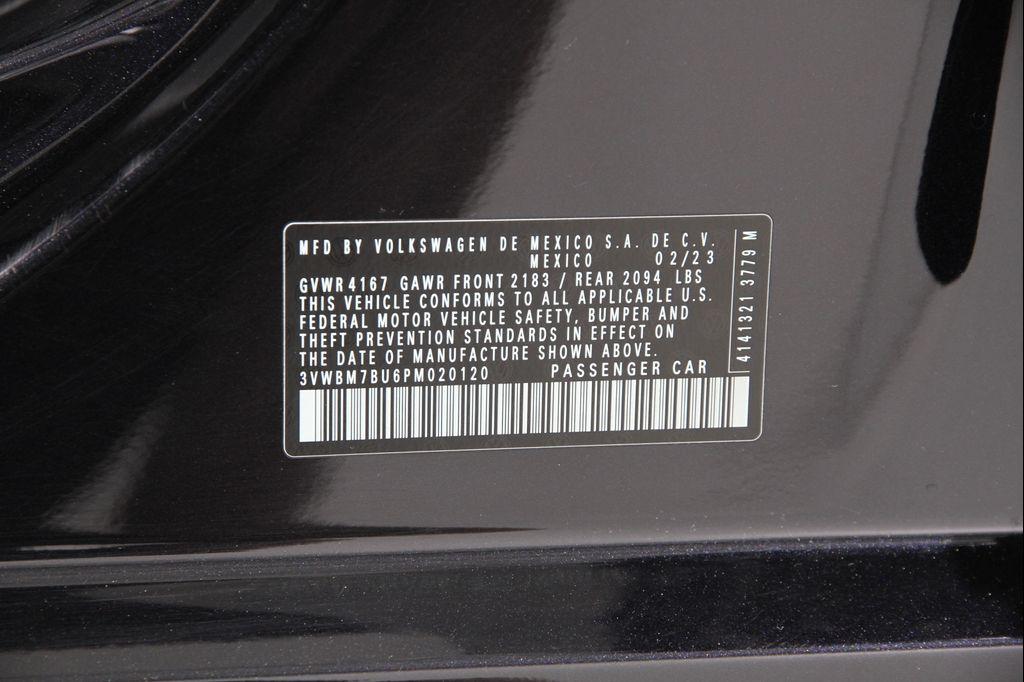 MFD BY VOLKSWAGEN DE MEXICO S.A. DE C.V.
MEXICO 02/23
GVWR 4167 GAWR FRONT 2183 / REAR 2094 LBS
THIS VEHICLE CONFORMS TO ALL APPLICABLE U.S.
FEDERAL MOTOR VEHICLE SAFETY, BUMPER AND
THEFT PREVENTION STANDARDS IN EFFECT ON
THE DATE OF MANUFACTURE SHOWN ABOVE.
3VWBM7BU6PM020120 PASSENGER CAR
4141321 3779 M